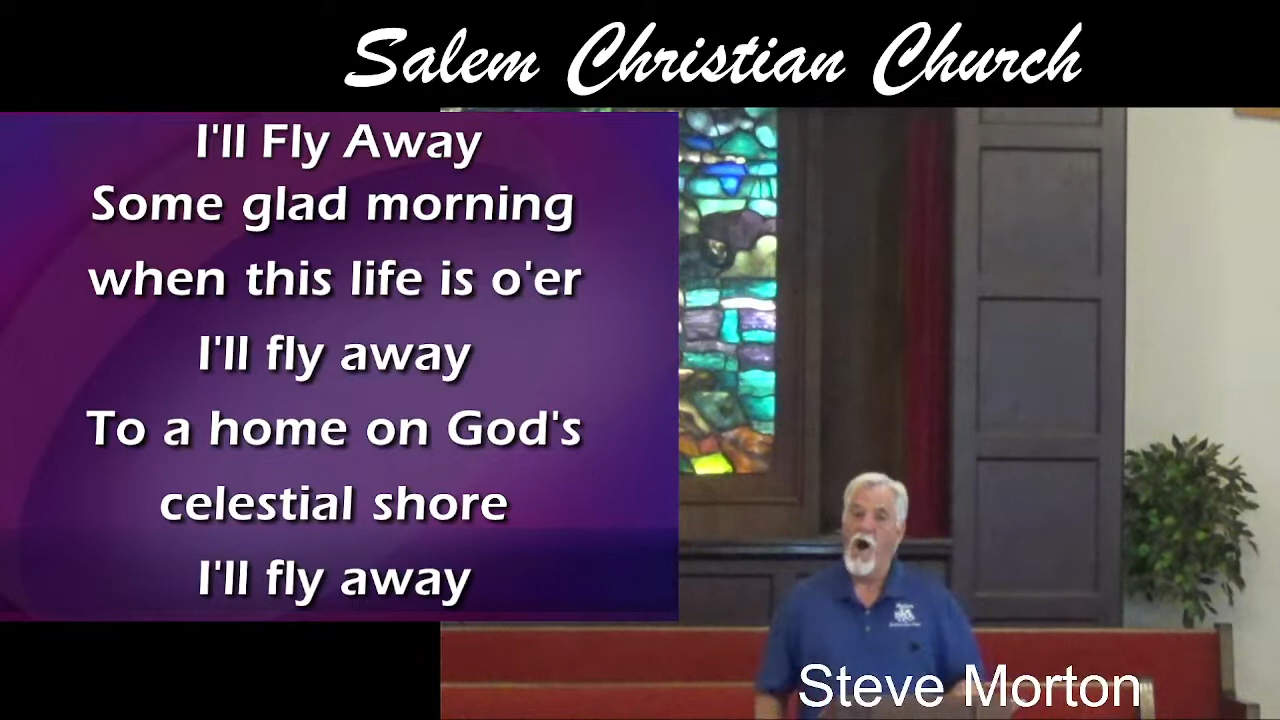 Salem Christian Church
I'll Fly Away
Some glad morning
when this life is o'er
I'll fly away
To a home on God's
celestial shore
I'll fly away
Steve Morton